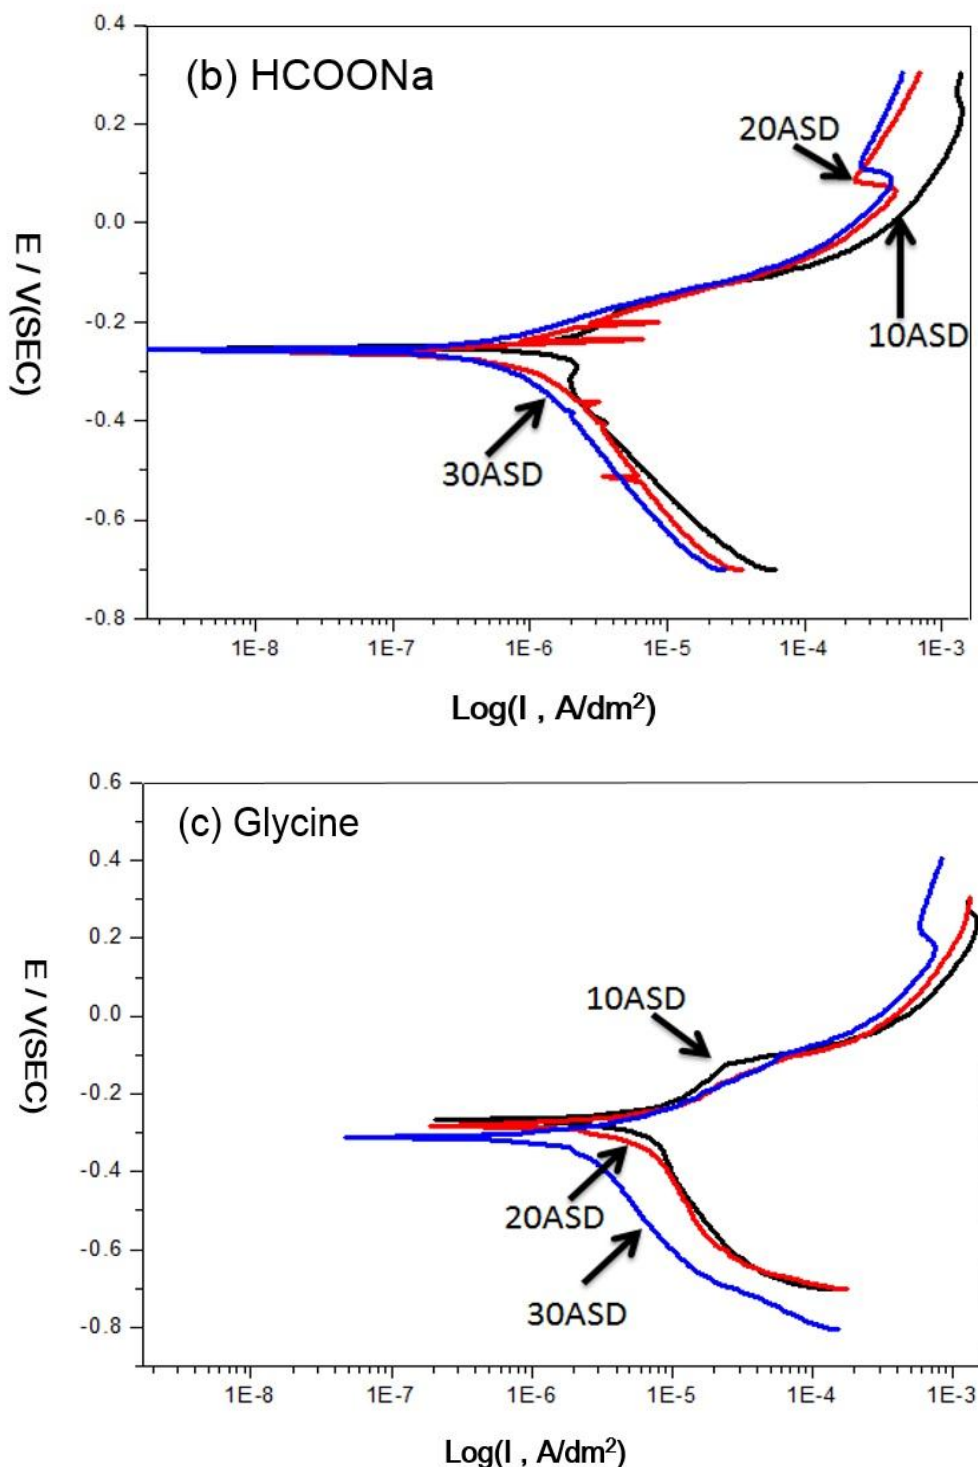 (b) HCOONa
0.4
0.2
0.0
-0.2
-0.4
-0.6
-0.8
E / V(SEC)
20ASD
10ASD
30ASD
1E-8 1E-7 1E-6 1E-5 1E-4 1E-3
Log(I , A/dm²)
(c) Glycine
0.6
0.4
0.2
0.0
-0.2
-0.4
-0.6
-0.8
E / V(SEC)
10ASD
20ASD
30ASD
1E-8 1E-7 1E-6 1E-5 1E-4 1E-3
Log(I , A/dm²)